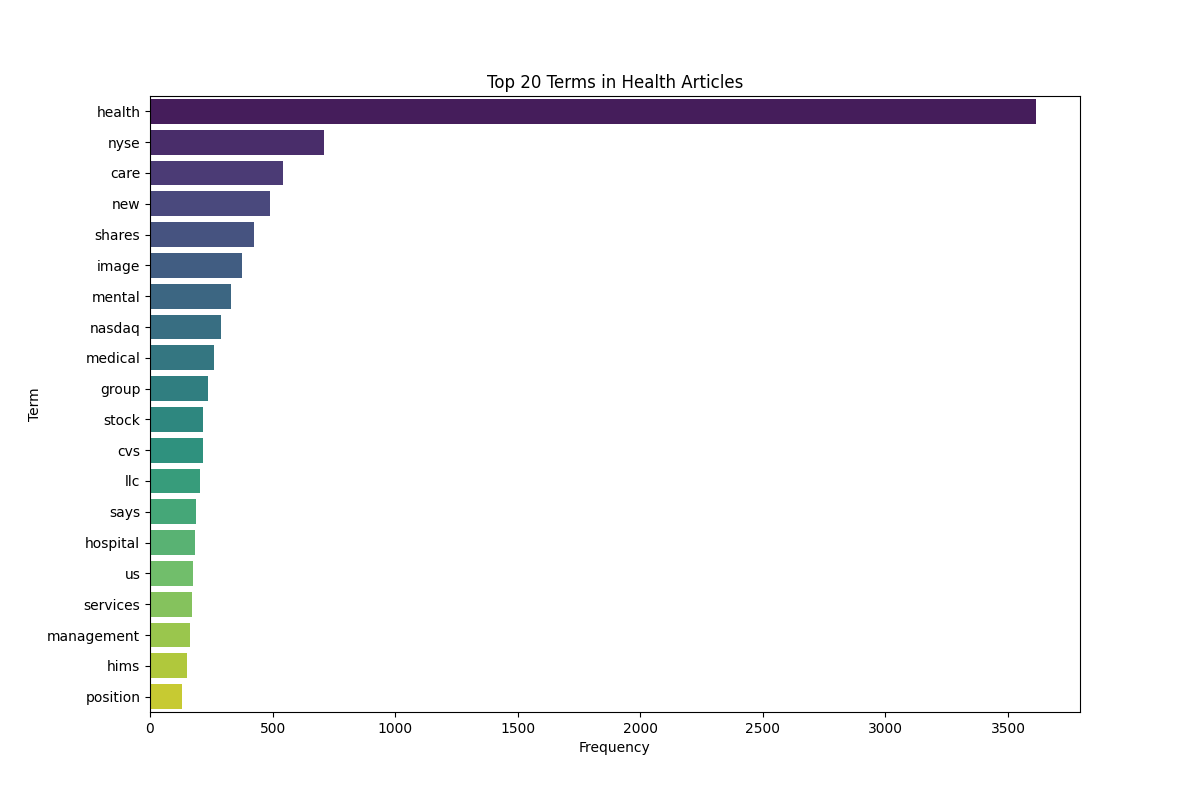 Top 20 Terms in Health Articles
health
nyse
care
new
shares
image
mental
nasdaq
medical
group
stock
cvs
llc
says
hospital
us
services
management
hims
position
Term
0 500 1000 1500 2000 2500 3000 3500
Frequency